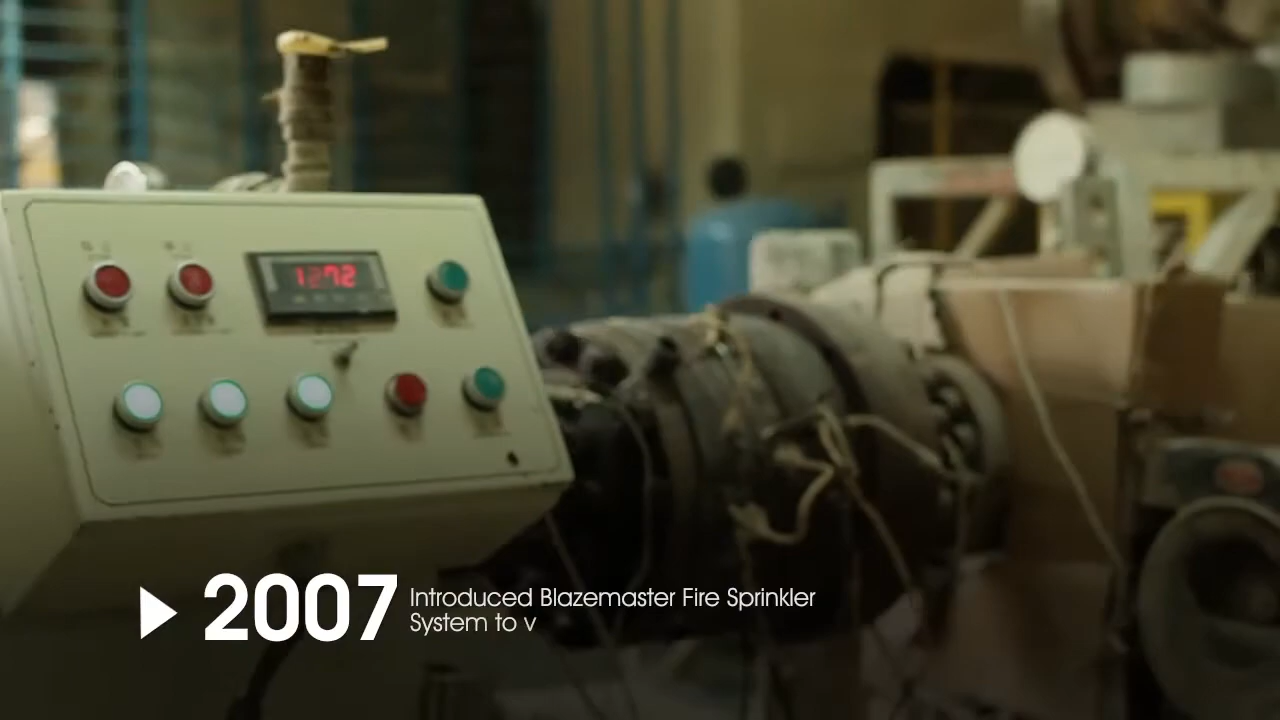 1272
2007
Introduced Blazemaster Fire Sprinkler
System to v